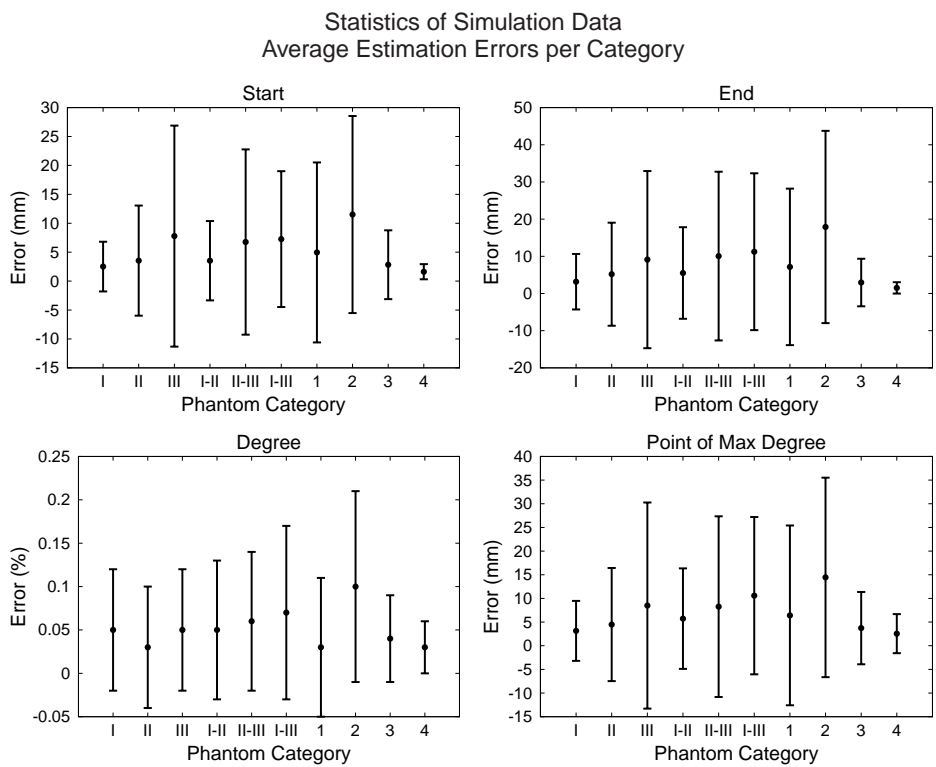 Statistics of Simulation Data
Average Estimation Errors per Category
Start
30
25
20
15
10
5
0
-5
-10
-15
Error (mm)
I II III I-II II-III I-III 1 2 3 4
Phantom Category
End
50
40
30
20
10
0
-10
-20
Error (mm)
I II III I-II II-III I-III 1 2 3 4
Phantom Category
Degree
0.25
0.2
0.15
0.1
0.05
0
-0.05
Error (%)
I II III I-II II-III I-III 1 2 3 4
Phantom Category
Point of Max Degree
40
35
30
25
20
15
10
5
0
-5
-10
-15
Error (mm)
I II III I-II II-III I-III 1 2 3 4
Phantom Category